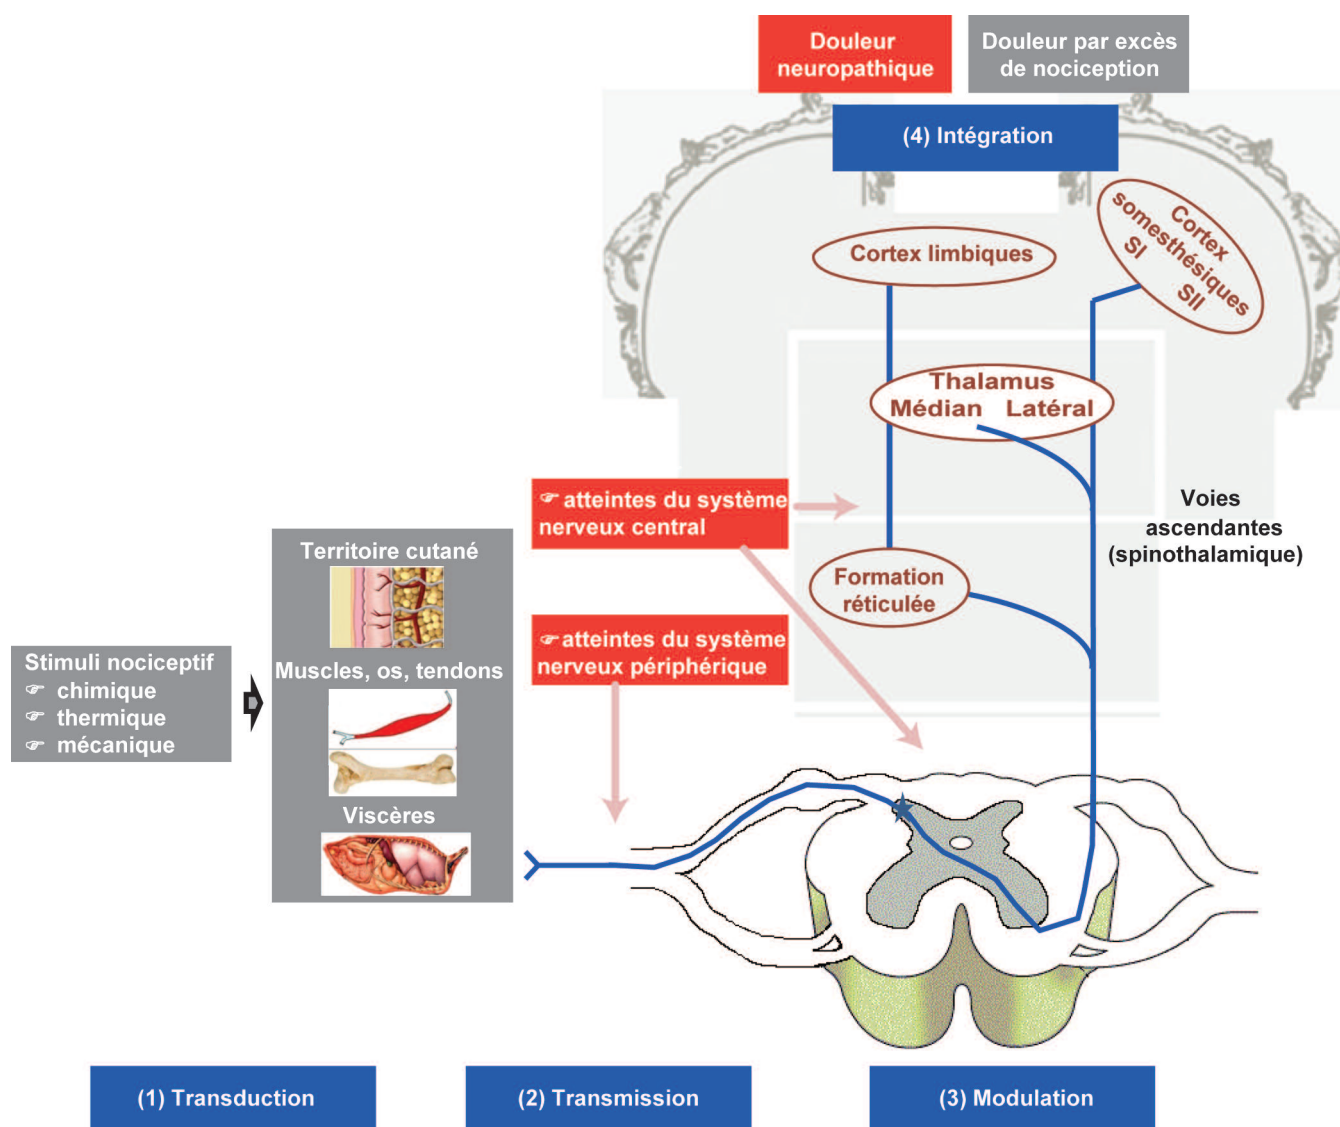 Douleur
neuropathique
Douleur par excès
de nociception
(4) Intégration
Cortex
somesthésiques
SI
SII
Cortex limbiques
Thalamus
Médian Latéral
☞ atteintes du système
nerveux central
Voies
ascendantes
(spinothalamique)
Territoire cutané
Formation
réticulée
☞ atteintes du système
nerveux périphérique
Stimuli nociceptif
☞ chimique
☞ thermique
☞ mécanique
Muscles, os, tendons
Viscères
(1) Transduction
(2) Transmission
(3) Modulation